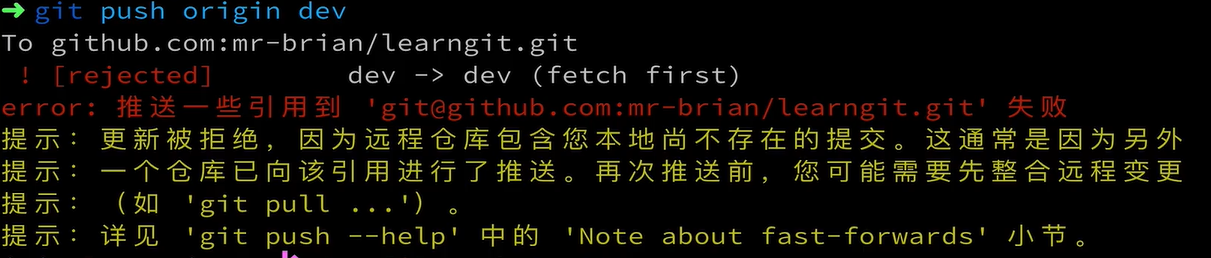 ➜ git push origin dev
To github.com:mr-brian/learngit.git
! [rejected] dev -> dev (fetch first)
error: 推送一些引用到 'git@github.com:mr-brian/learngit.git' 失败
提示：更新被拒绝，因为远程仓库包含您本地尚不存在的提交。这通常是因为另外
提示：一个仓库已向该引用进行了推送。再次推送前，您可能需要先整合远程变更
提示：（如 'git pull ...'）。
提示：详见 'git push --help' 中的 'Note about fast-forwards' 小节。